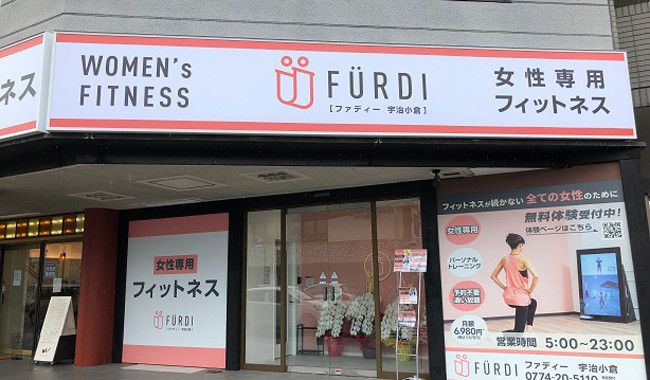 ネス
WOMEN's
FITNESS
FÜRDI
[ファディー 宇治小倉]
女性専用
フィットネス
女性専用
フィットネス
FÜRDI
フィットネスが続かない 全ての女性のために
無料体験受付中!
体験ページはこちら
女性専用
パーソナル
トレーニング
予約不要
通い放題
月額
6,980円
営業時間 5:00~23:00
FÜRDI ファディー 宇治小倉
0774-20-5110